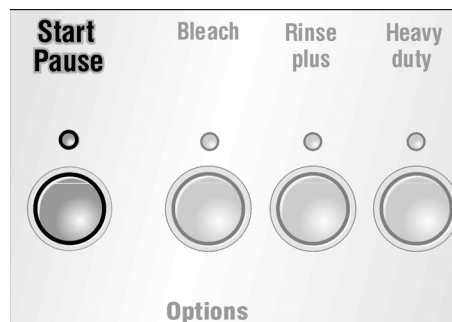 Start
Pause
Bleach
Rinse
plus
Heavy
duty
Options